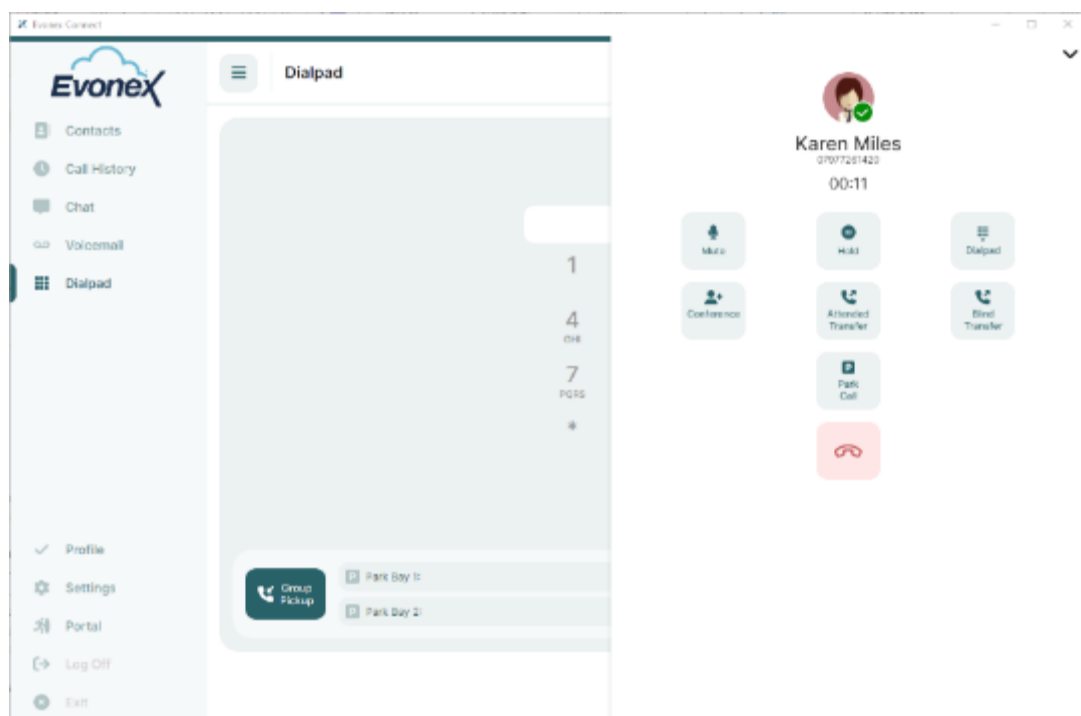 Evonex Connect
Evonex
Contacts
Call History
Chat
Voicemail
Dialpad
Profile
Settings
Portal
Log Off
Exit
Dialpad
1
4
GHI
7
PQRS
*
Group
Pickup
P Park Bay 1:
P Park Bay 2:
Karen Miles
07977261420
00:11
Mute
Hold
Dialpad
Conference
Attended
Transfer
Blind
Transfer
P
Park
Call